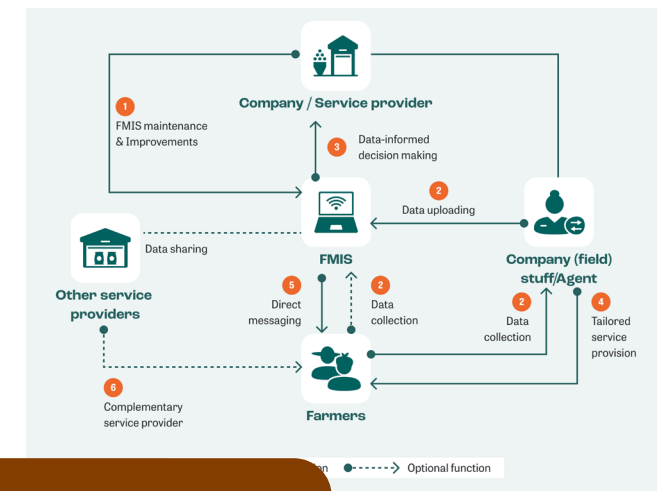 Company / Service provider
1
FMIS maintenance
& Improvements
3
Data-informed
decision making
2
Data uploading
Data sharing
FMIS
Company (field)
stuff/Agent
Other service
providers
5
Direct
messaging
2
Data
collection
2
Data
collection
4
Tailored
service
provision
6
Complementary
service provider
Farmers
Optional function